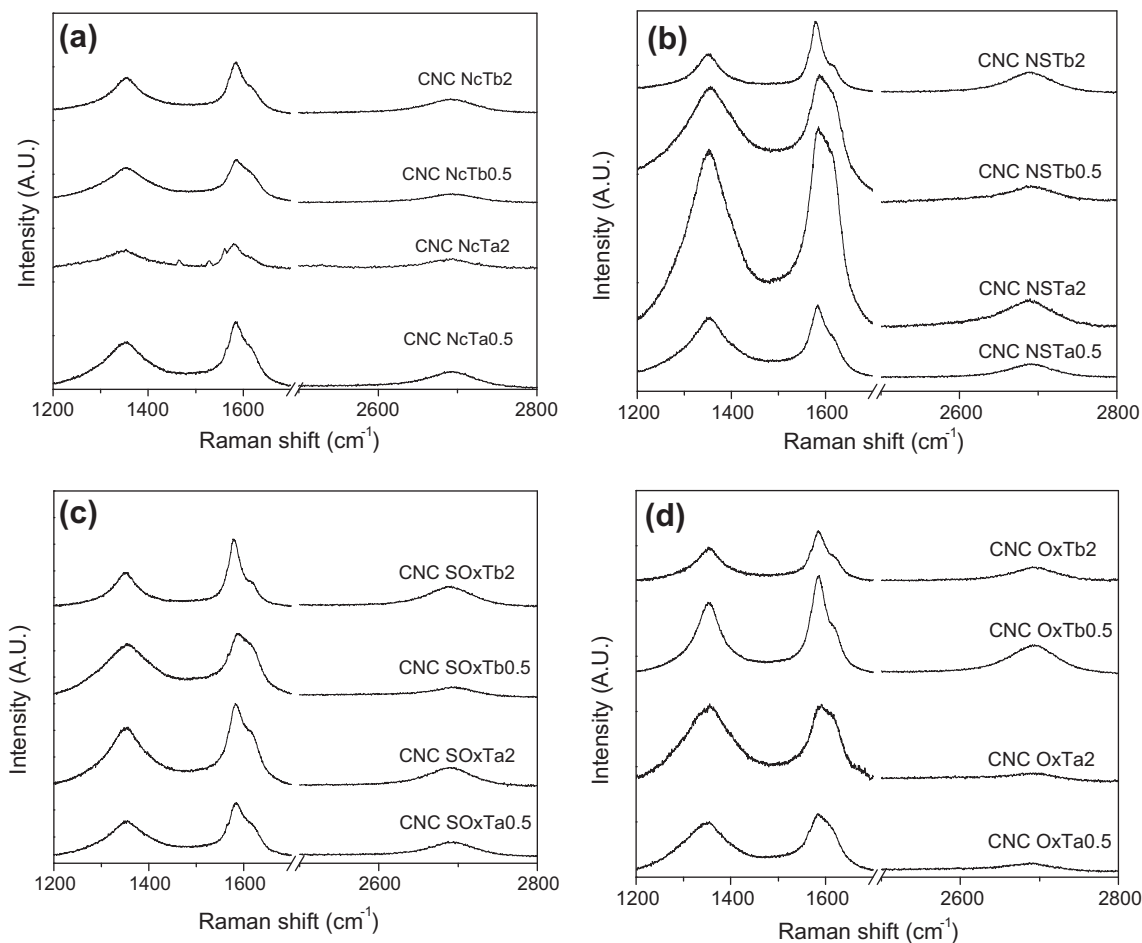 (a)
CNC NcTb2
CNC NcTb0.5
CNC NcTa2
CNC NcTa0.5
Intensity (A.U.)
1200 1400 1600 2600 2800
Raman shift (cm-1)
(b)
CNC NSTb2
CNC NSTb0.5
CNC NSTa2
CNC NSTa0.5
Intensity (A.U.)
1200 1400 1600 2600 2800
Raman shift (cm-1)
(c)
CNC SOxTb2
CNC SOxTb0.5
CNC SOxTa2
CNC SOxTa0.5
Intensity (A.U.)
1200 1400 1600 2600 2800
Raman shift (cm-1)
(d)
CNC OxTb2
CNC OxTb0.5
CNC OxTa2
CNC OxTa0.5
Intensity (A.U.)
1200 1400 1600 2600 2800
Raman shift (cm-1)